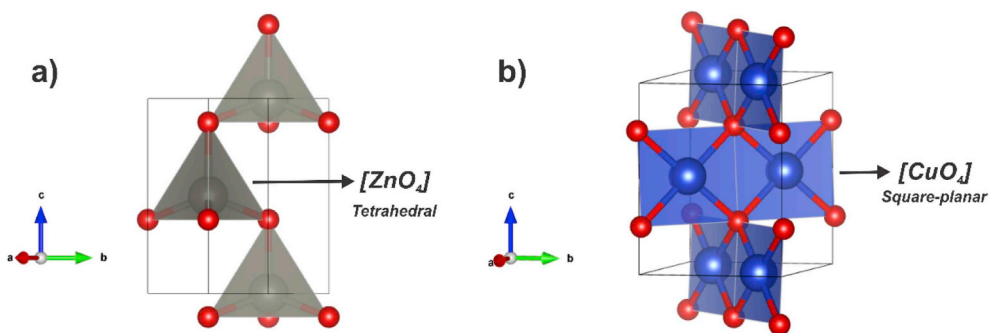 a)
[ZnO₄]
Tetrahedral
c
a
b
b)
[CuO₄]
Square-planar
c
a
b